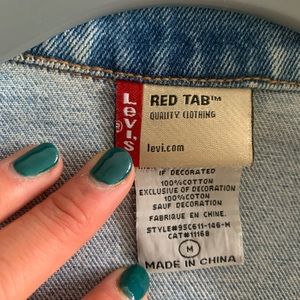 Levi's
®
RED TAB™
QUALITY CLOTHING
levi.com
IF DECORATED
100%COTTON
EXCLUSIVE OF DECORATION
100%COTON
SAUF DECORATION
FABRIQUE EN CHINE.
STYLE#95C611-146-M
CAT#11168
M
MADE IN CHINA